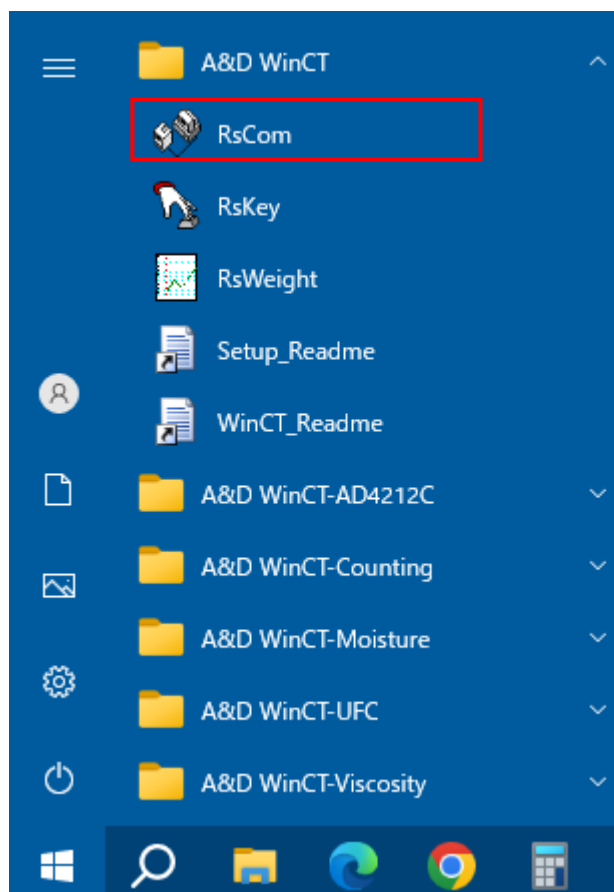 A&D WinCT
RsCom
RsKey
RsWeight
Setup_Readme
WinCT_Readme
A&D WinCT-AD4212C
A&D WinCT-Counting
A&D WinCT-Moisture
A&D WinCT-UFC
A&D WinCT-Viscosity